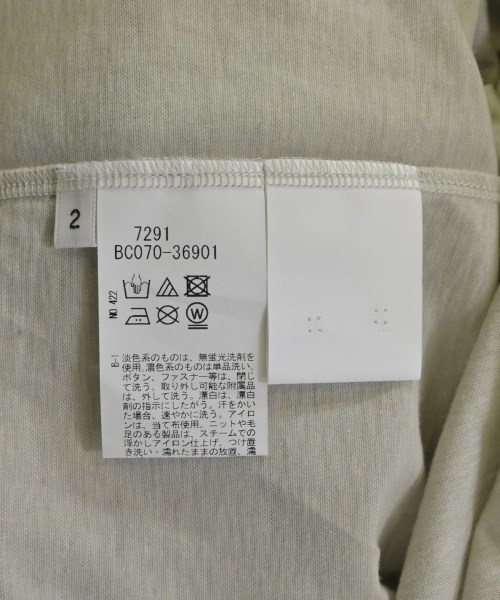 2
7291
BC070-36901
NO.422
B-1
淡色系のものは、無蛍光洗剤を
使用。濃色系のものは単品洗い。
ボタン、ファスナー等は、閉じ
て洗う。取り外し可能な附属品
は、外して洗う。漂白は、漂白
剤の指示にしたがう。汗をかい
た場合、速やかに洗う。アイロ
ンは、当て布使用。ニットや毛
足のある製品は、スチームでの
浮かしアイロン仕上げ。つけ置
き洗い・濡れたままの放置、濡